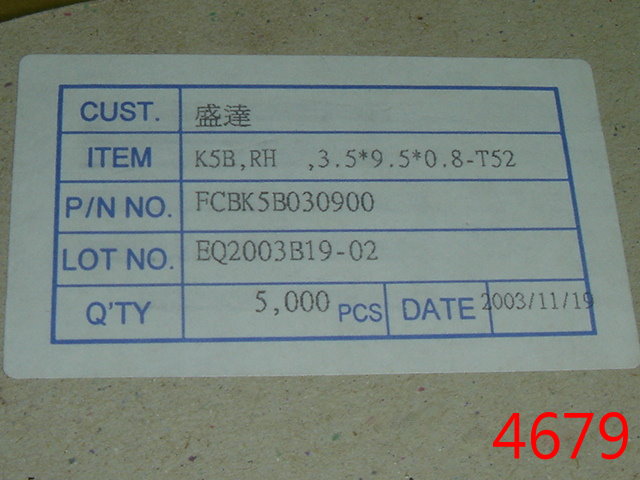 CUST. 盛達
ITEM K5B,RH ,3.5*9.5*0.8-T52
P/N NO. FCBK5B030900
LOT NO. EQ2003B19-02
Q'TY 5,000 PCS DATE 2003/11/19
4679